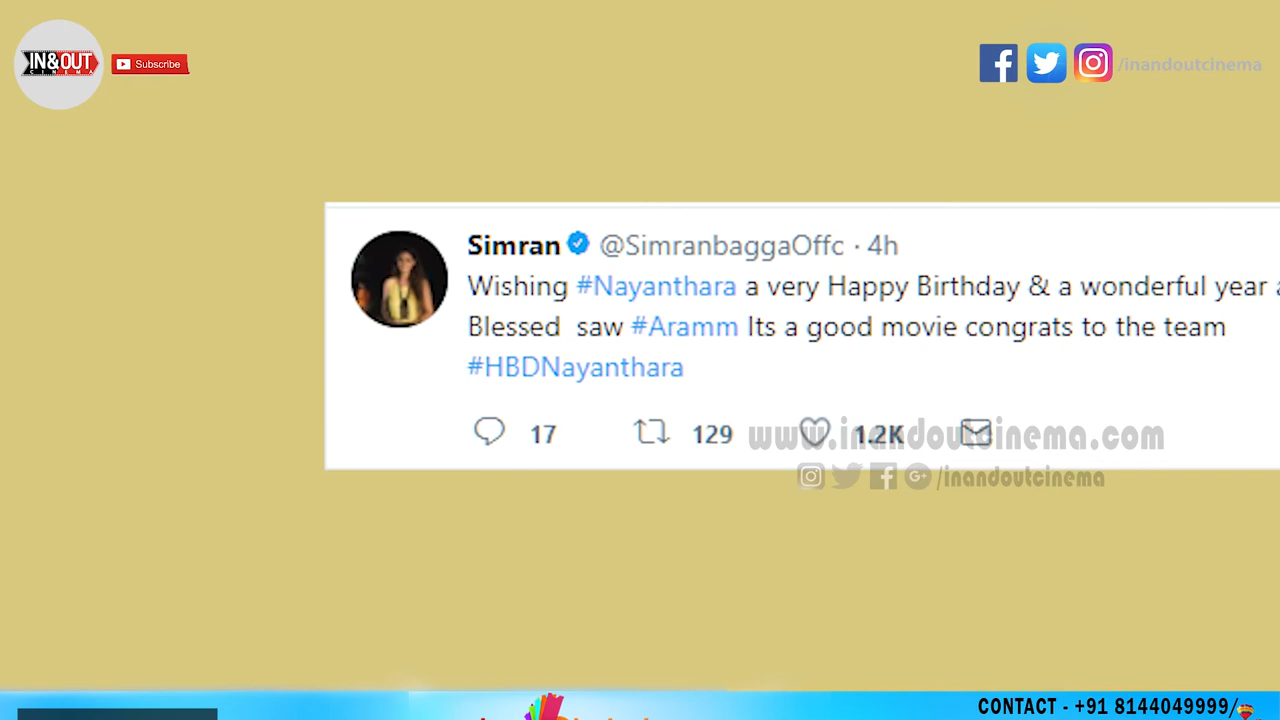 IN&OUT
CINEMA
Subscribe
/inandoutcinema
Simran @SimranbaggaOffc · 4h
Wishing #Nayanthara a very Happy Birthday & a wonderful year
Blessed saw #Aramm Its a good movie congrats to the team
#HBDNayanthara
17 129 1.2K
www.inandoutcinema.com
/inandoutcinema
CONTACT - +91 8144049999/